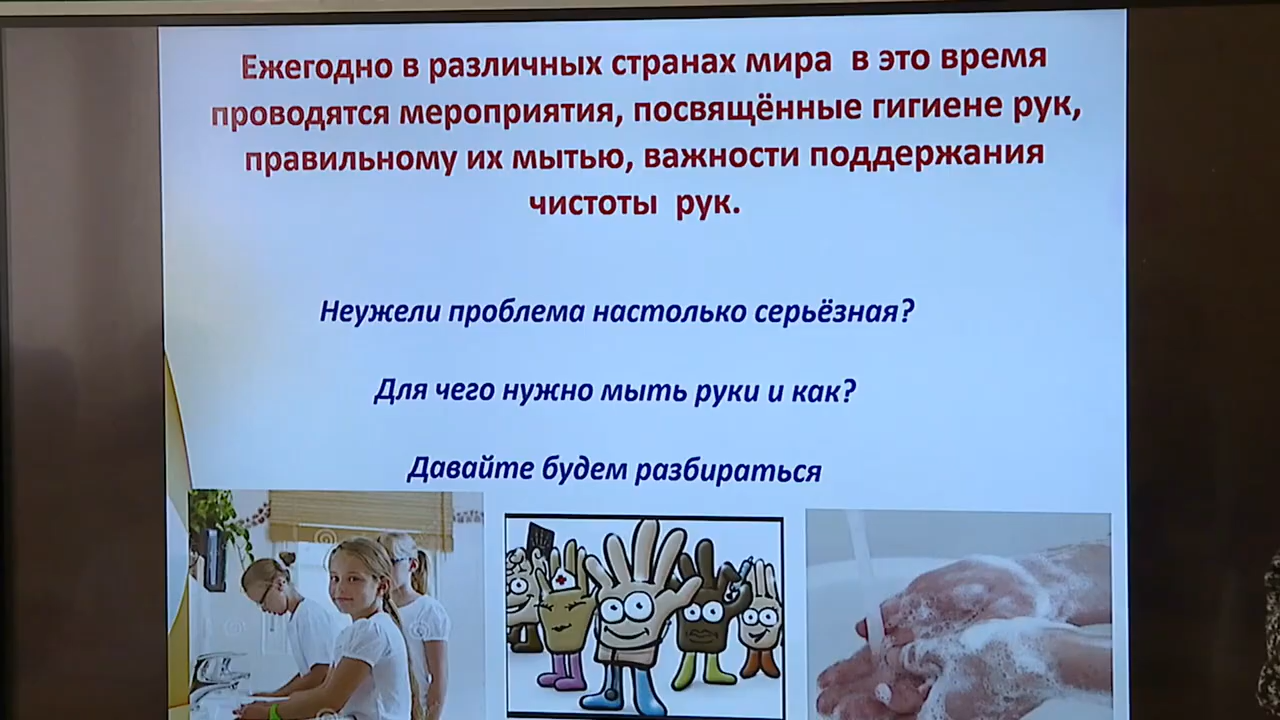 Ежегодно в различных странах мира в это время
проводятся мероприятия, посвящённые гигиене рук,
правильному их мытью, важности поддержания
чистоты рук.
Неужели проблема настолько серьёзная?
Для чего нужно мыть руки и как?
Давайте будем разбираться